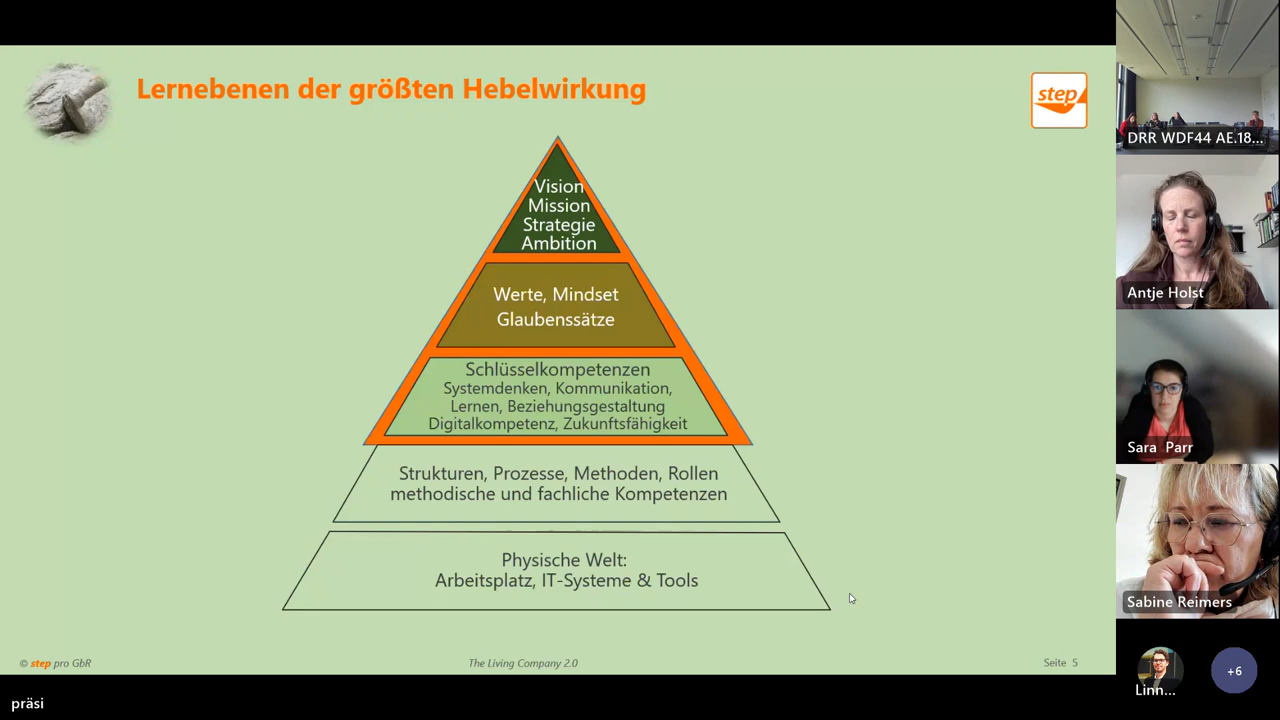 Lernebenen der größten Hebelwirkung
step
Vision
Mission
Strategie
Ambition
Werte, Mindset
Glaubenssätze
Schlüsselkompetenzen
Systemdenken, Kommunikation,
Lernen, Beziehungsgestaltung
Digitalkompetenz, Zukunftsfähigkeit
Strukturen, Prozesse, Methoden, Rollen
methodische und fachliche Kompetenzen
Physische Welt:
Arbeitsplatz, IT-Systeme & Tools
© step pro GbR
The Living Company 2.0
Seite 5
präsi
DRR WDF44 AE.18...
Antje Holst
Sara Parr
Sabine Reimers
Linn...
+6